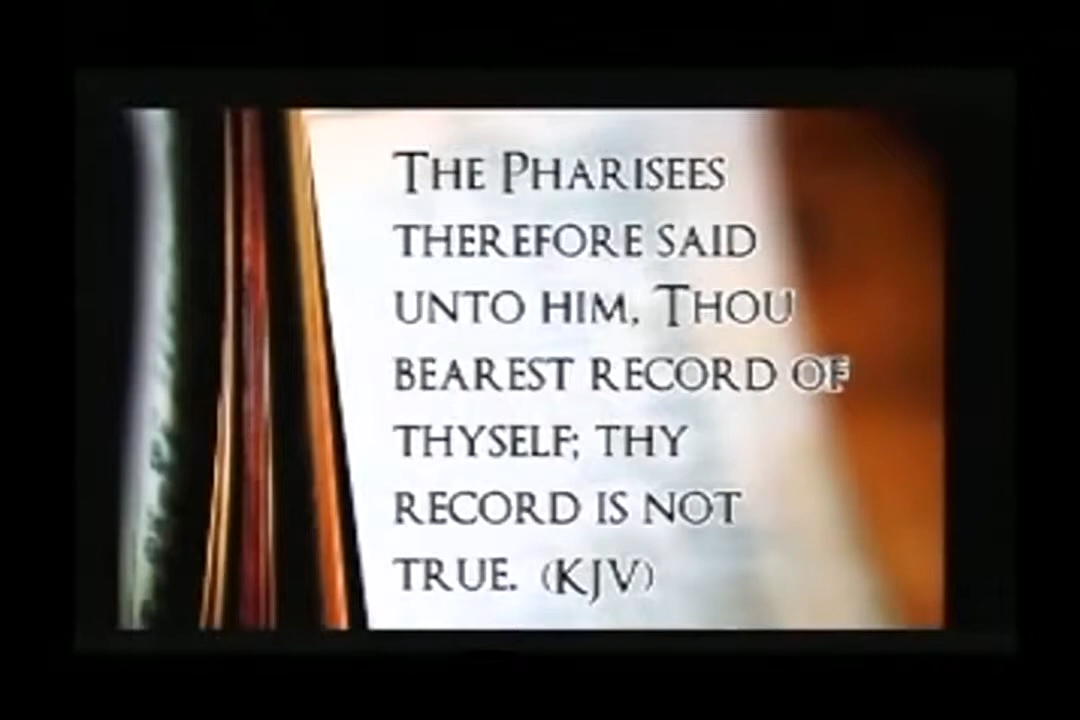 The Pharisees
therefore said
unto him, Thou
bearest record of
thyself; thy
record is not
true. (KJV)